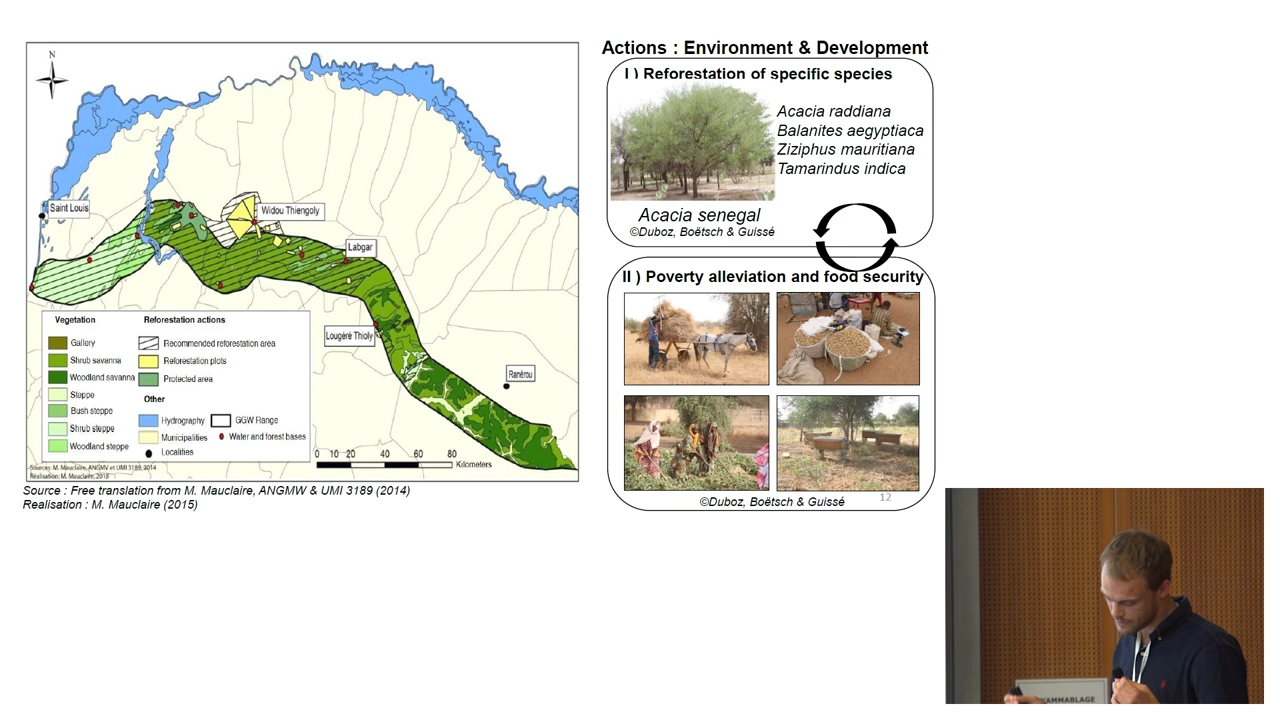 N
Saint Louis
Widou Thiengoly
Labgar
Lougéré Thioly
Ranérou
Vegetation
Gallery
Shrub savanna
Woodland savanna
Steppe
Bush steppe
Shrub steppe
Woodland steppe
Reforestation actions
Recommended reforestation area
Reforestation plots
Protected area
Other
Hydrography
GGW Range
Municipalities
Water and forest bases
Localities
0 10 20 40 60 80
Kilometers
Sources: M. Mauclaire, ANGMV et UMI 3189, 2014
Réalisation: M. Mauclaire, 2015
Source : Free translation from M. Mauclaire, ANGMW & UMI 3189 (2014)
Realisation : M. Mauclaire (2015)
Actions : Environment & Development
I ) Reforestation of specific species
Acacia raddiana
Balanites aegyptiaca
Ziziphus mauritiana
Tamarindus indica
Acacia senegal
©Duboz, Boëtsch & Guissé
II ) Poverty alleviation and food security
©Duboz, Boëtsch & Guissé
12